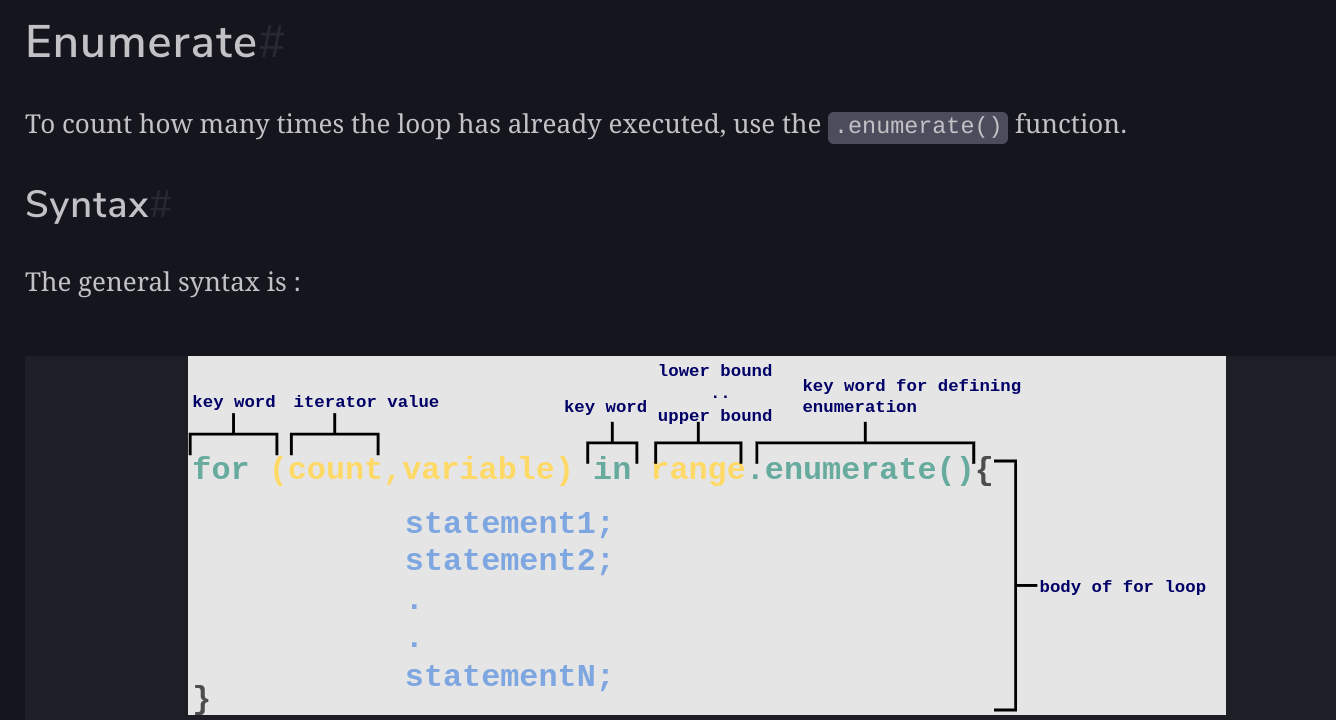 Enumerate#
To count how many times the loop has already executed, use the .enumerate() function.
Syntax#
The general syntax is :
lower bound
..
upper bound
key word for defining
enumeration
key word iterator value
key word
for (count,variable) in range.enumerate(){
statement1;
statement2;
.
.
statementN;
}
body of for loop